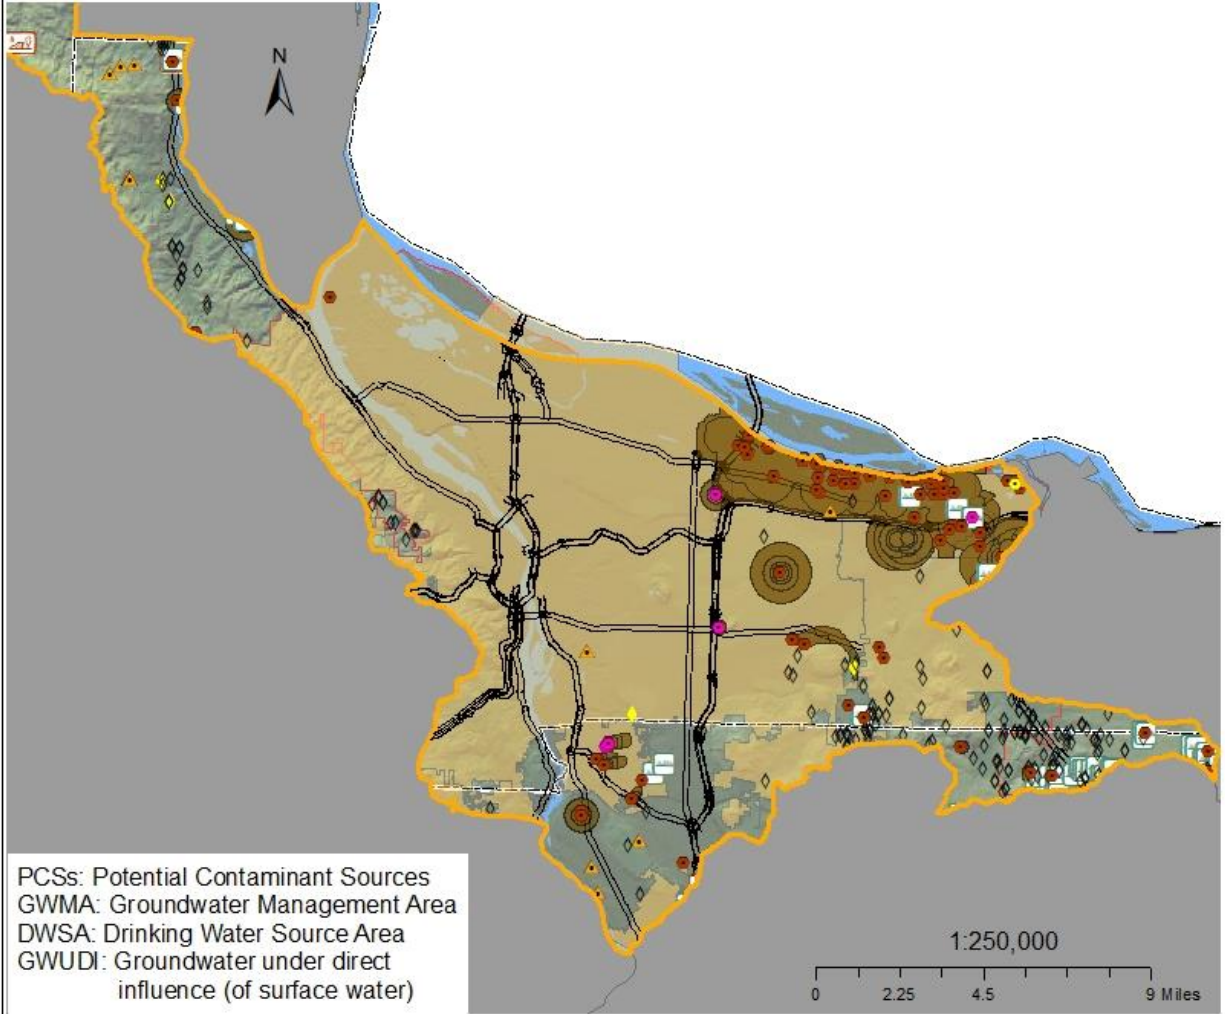 N
PCSs: Potential Contaminant Sources
GWMA: Groundwater Management Area
DWSA: Drinking Water Source Area
GWUDI: Groundwater under direct
influence (of surface water)
1:250,000
0 2.25 4.5 9 Miles